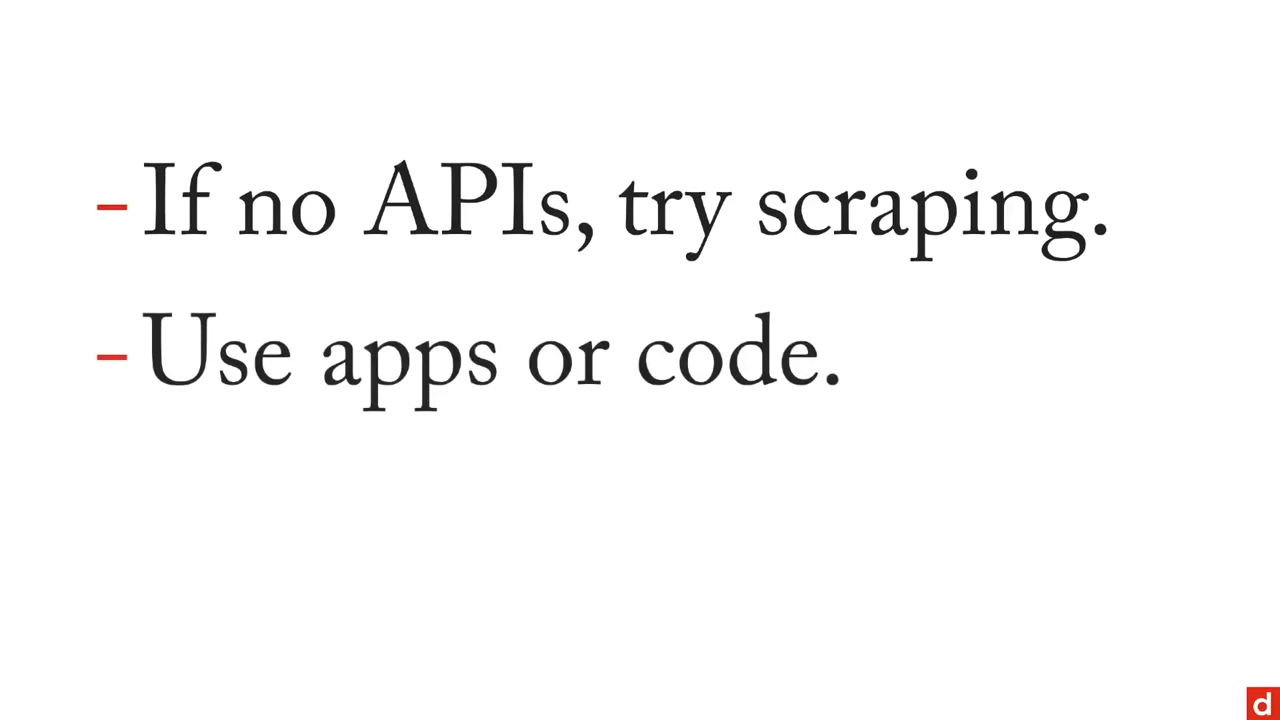 - If no APIs, try scraping.
- Use apps or code.
d